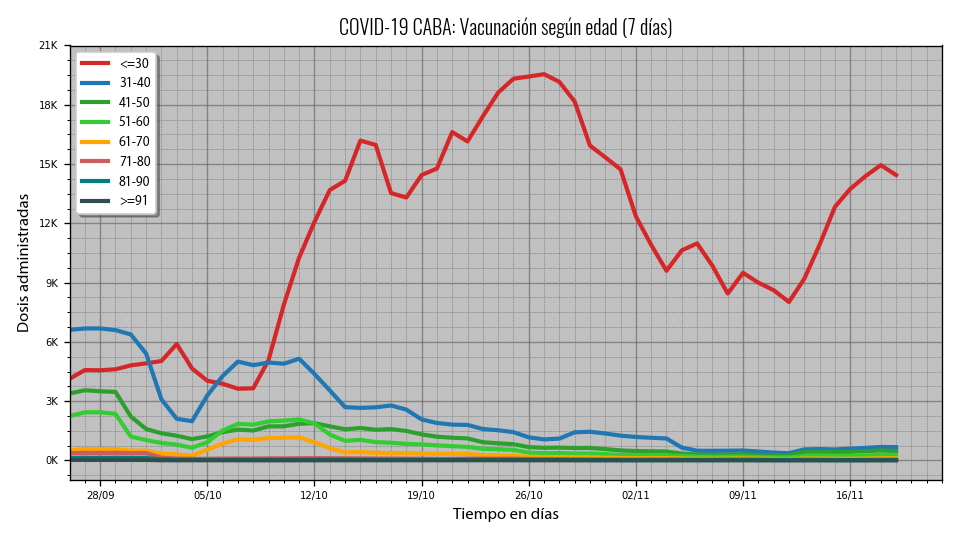 COVID-19 CABA: Vacunación según edad (7 días)
21K
18K
15K
12K
9K
6K
3K
0K
<=30
31-40
41-50
51-60
61-70
71-80
81-90
>=91
Dosis administradas
28/09
05/10
12/10
19/10
26/10
02/11
09/11
16/11
Tiempo en días